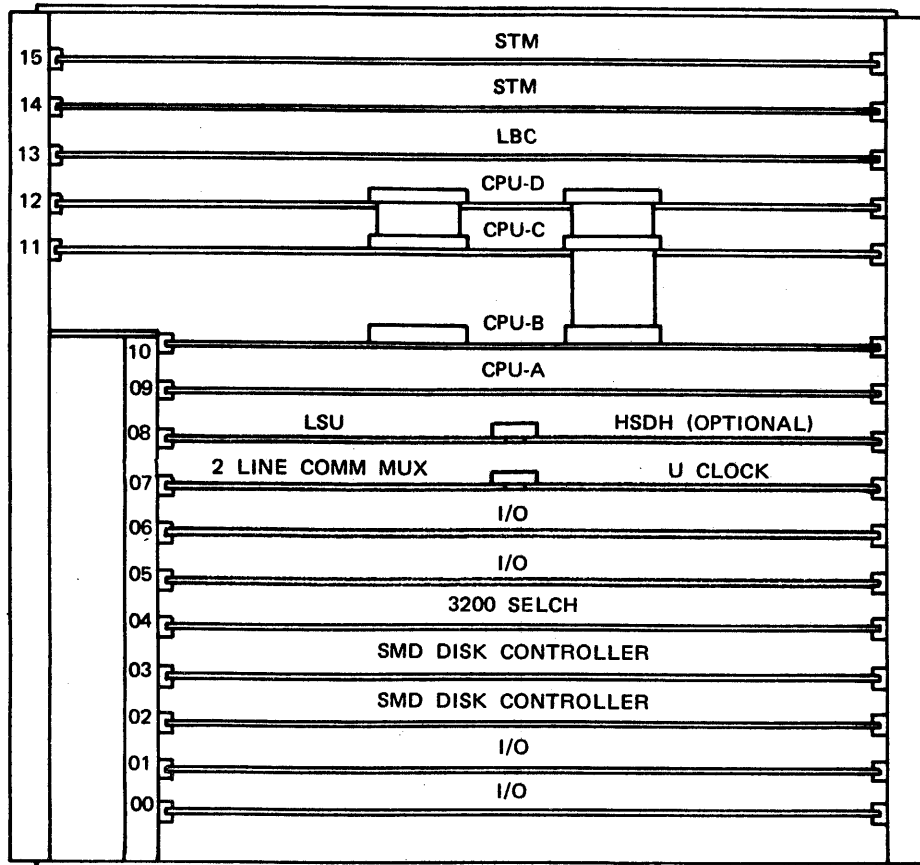 STM
15
STM
14
LBC
13
CPU-D
12
CPU-C
11
CPU-B
10
CPU-A
09
LSU HSDH (OPTIONAL)
08
2 LINE COMM MUX U CLOCK
07
I/O
06
I/O
05
3200 SELCH
04
SMD DISK CONTROLLER
03
SMD DISK CONTROLLER
02
I/O
01
I/O
00